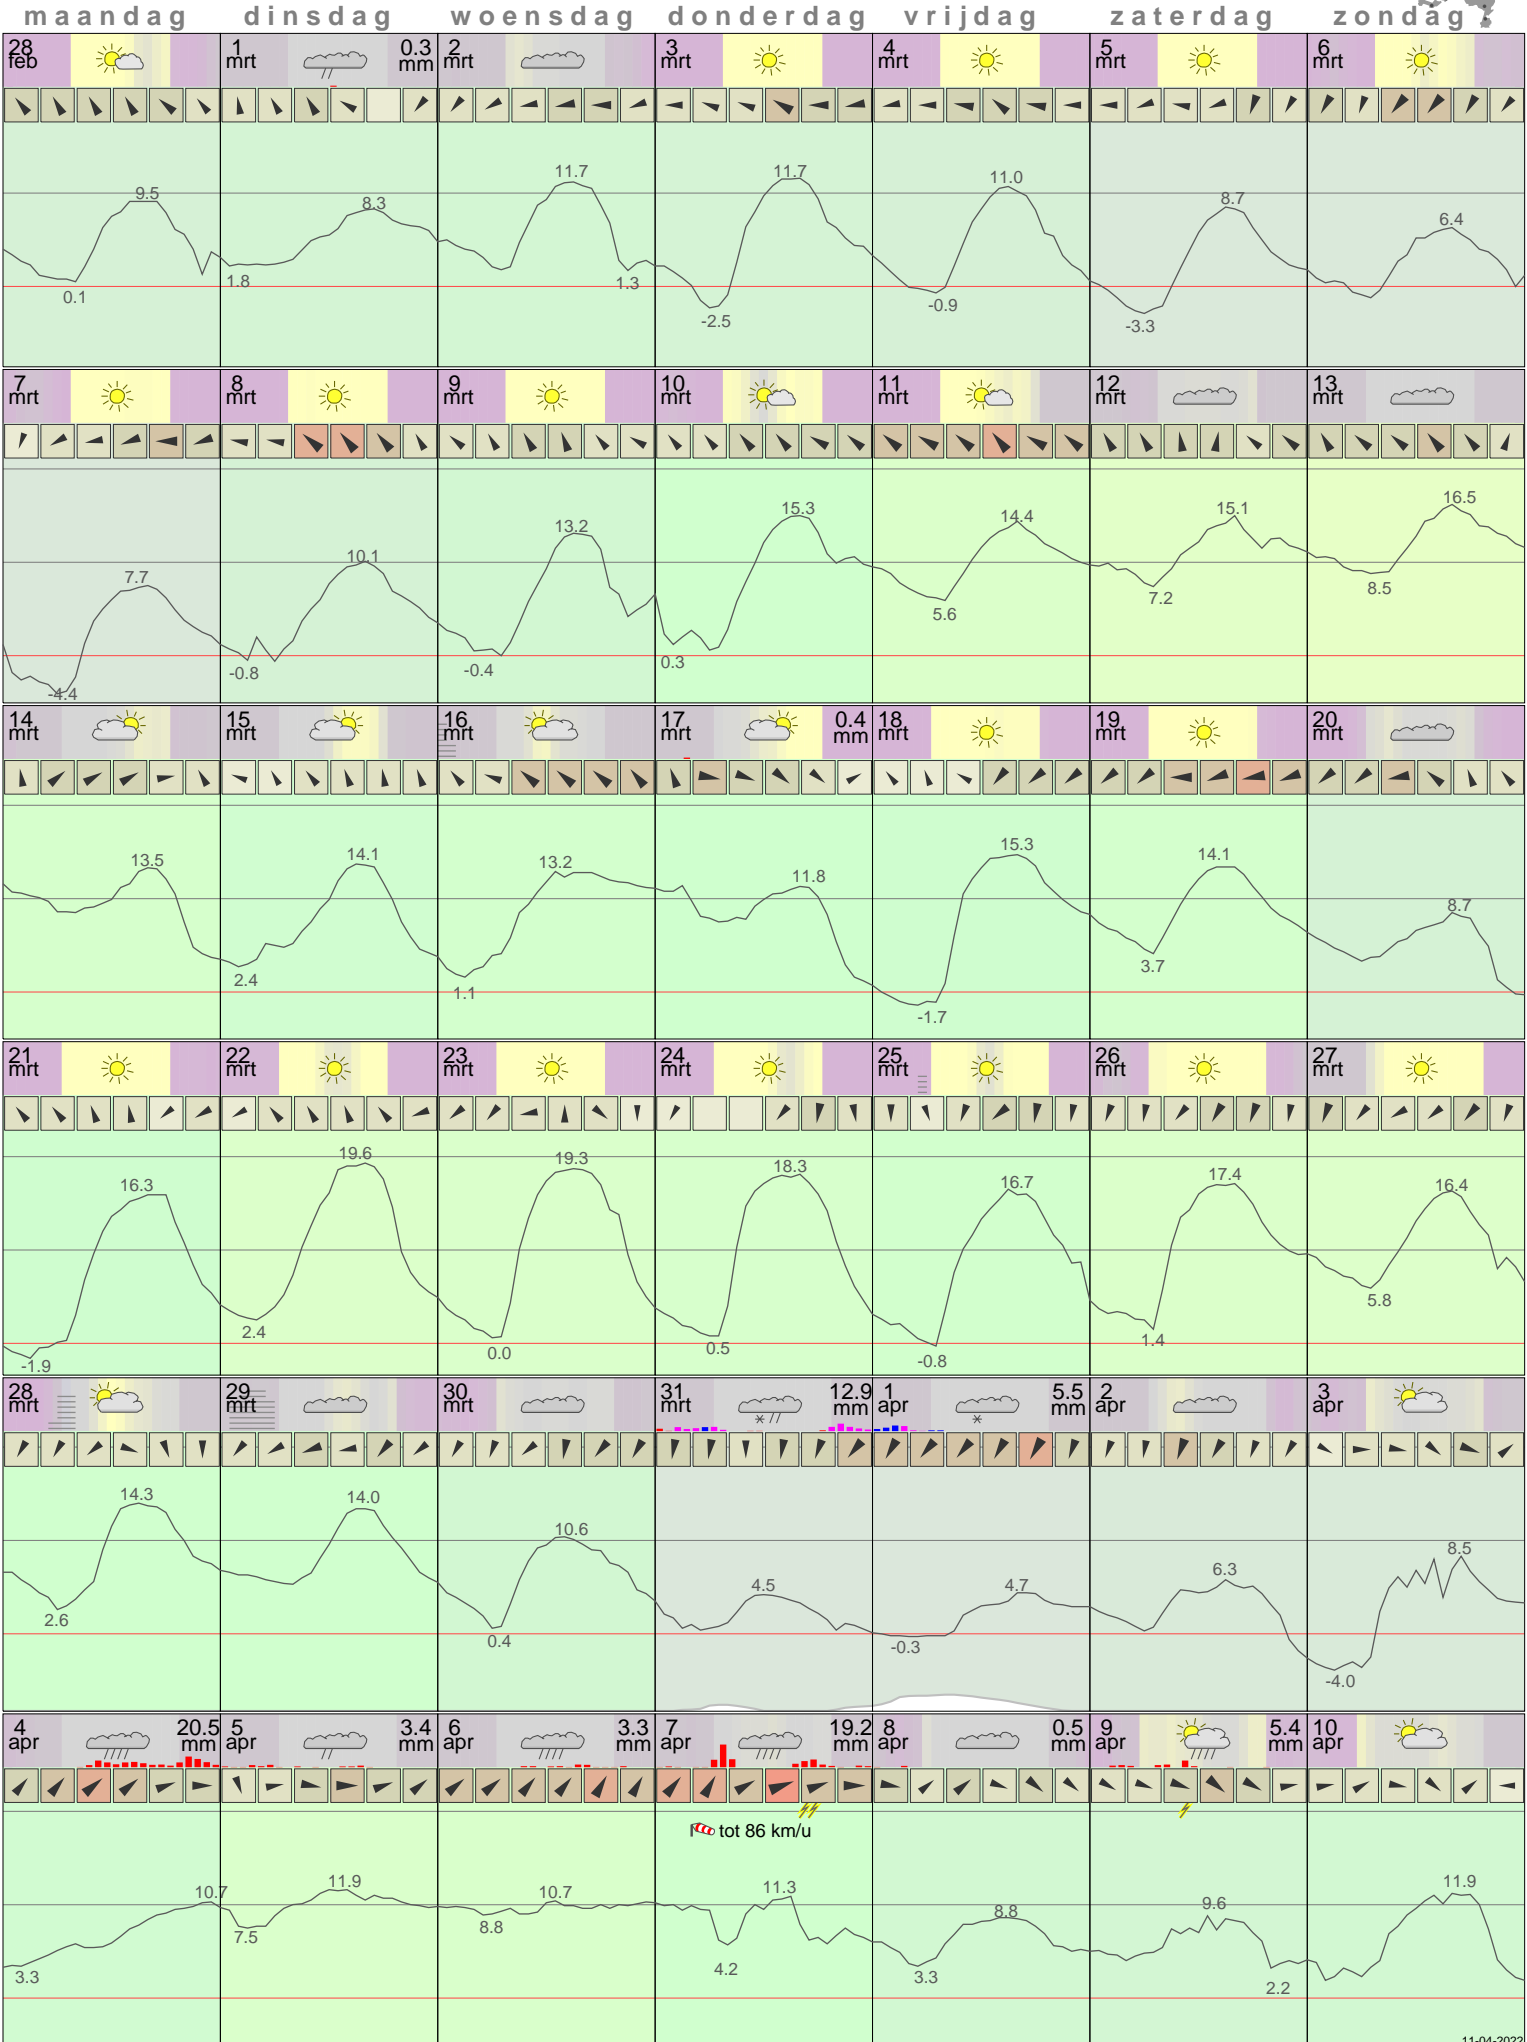 maandag dinsdag woensdag donderdag vrijdag zaterdag zondag
28 feb
1 mrt 0.3 mm
2 mrt
3 mrt
4 mrt
5 mrt
6 mrt
9.5 8.3 11.7 11.7 11.0 8.7 6.4
0.1 1.8 1.3 -2.5 -0.9 -3.3
7 mrt
8 mrt
9 mrt
10 mrt
11 mrt
12 mrt
13 mrt
7.7 10.1 13.2 15.3 14.4 15.1 16.5
-4.4 -0.8 -0.4 0.3 5.6 7.2 8.5
14 mrt
15 mrt
16 mrt
17 mrt 0.4 mm
18 mrt
19 mrt
20 mrt
13.5 14.1 13.2 11.8 15.3 14.1 8.7
2.4 1.1 -1.7 3.7
21 mrt
22 mrt
23 mrt
24 mrt
25 mrt
26 mrt
27 mrt
16.3 19.6 19.3 18.3 16.7 17.4 16.4
-1.9 2.4 0.0 0.5 -0.8 1.4 5.8
28 mrt
29 mrt
30 mrt
31 mrt 12.9 mm
1 apr 5.5 mm
2 apr
3 apr
14.3 14.0 10.6 4.5 4.7 6.3 8.5
2.6 0.4 -0.3 -4.0
4 apr 20.5 mm
5 apr 3.4 mm
6 apr 3.3 mm
7 apr 19.2 mm
8 apr 0.5 mm
9 apr 5.4 mm
10 apr
tot 86 km/u
10.7 11.9 10.7 11.3 8.8 9.6 11.9
3.3 7.5 8.8 4.2 3.3 2.2
11-04-2022